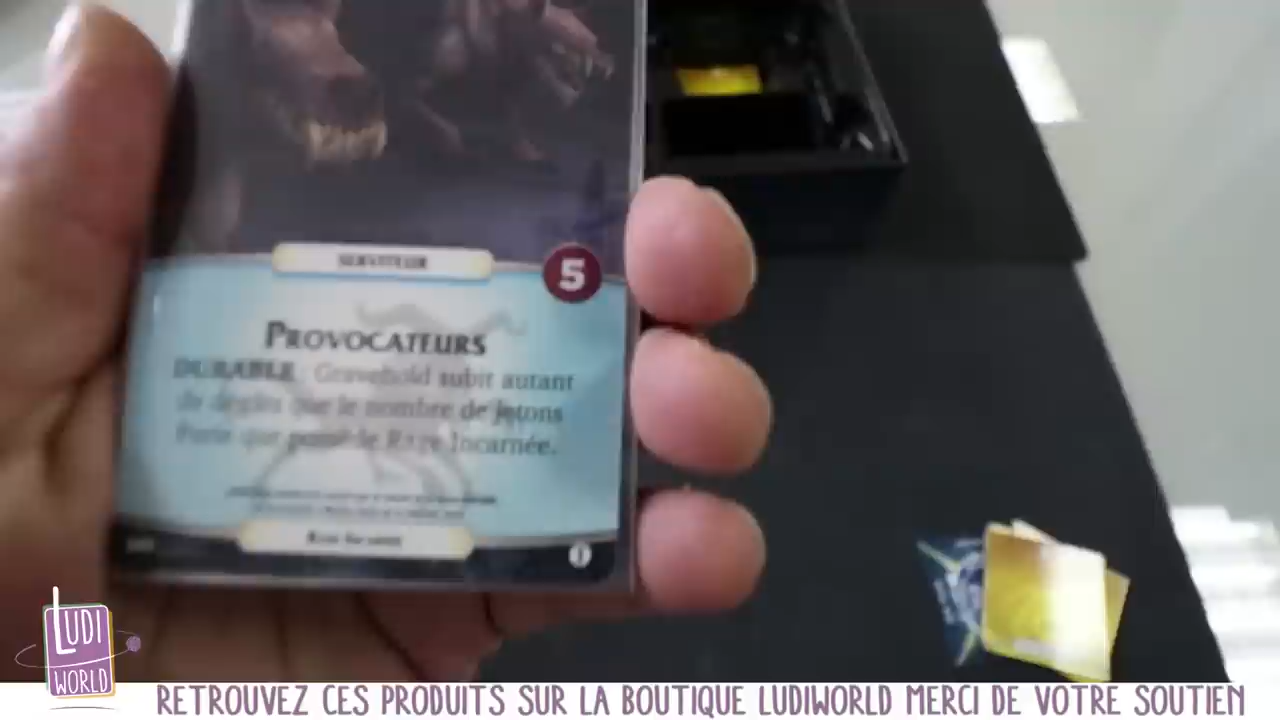 SERVITEUR
5
PROVOCATEURS
DURABLE : Gravehold subit autant
de dégâts que le nombre de jetons
que possède Rage Incarnée.
Rage Incarnée
1
LUDI
WORLD
RETROUVEZ CES PRODUITS SUR LA BOUTIQUE LUDIWORLD MERCI DE VOTRE SOUTIEN